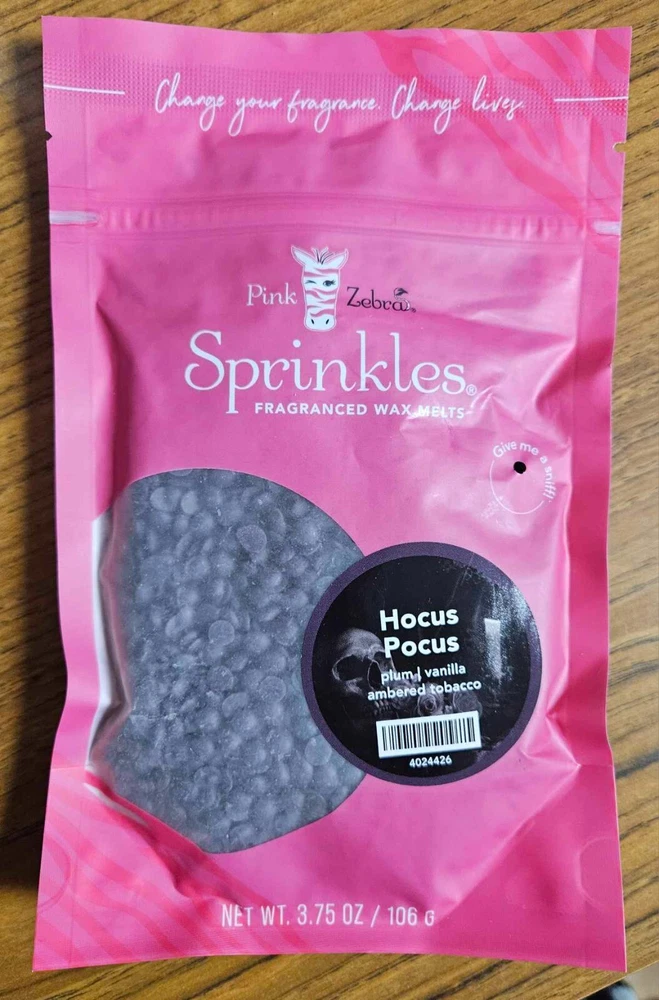 Change your fragrance. Change lives.
Pink Zebra®
Sprinkles®
FRAGRANCED WAX MELTS
Give me a sniff!
Hocus
Pocus
plum | vanilla
ambered tobacco
4024426
NET WT. 3.75 OZ / 106 G